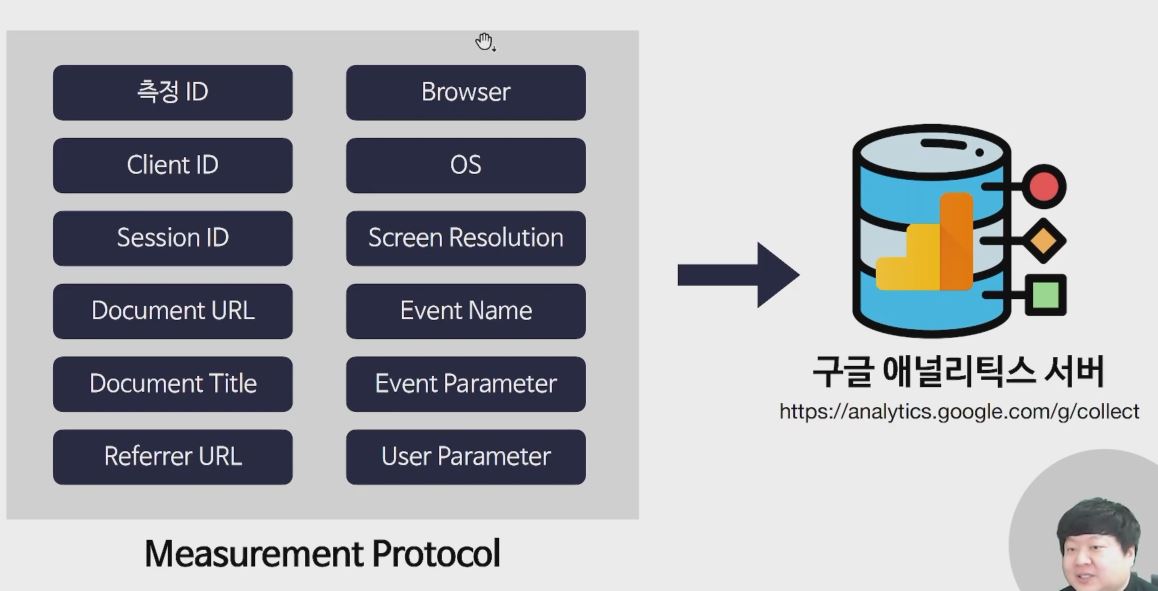 측정 ID
Browser
Client ID
OS
Session ID
Screen Resolution
Document URL
Event Name
Document Title
Event Parameter
Referrer URL
User Parameter
Measurement Protocol
구글 애널리틱스 서버
https://analytics.google.com/g/collect